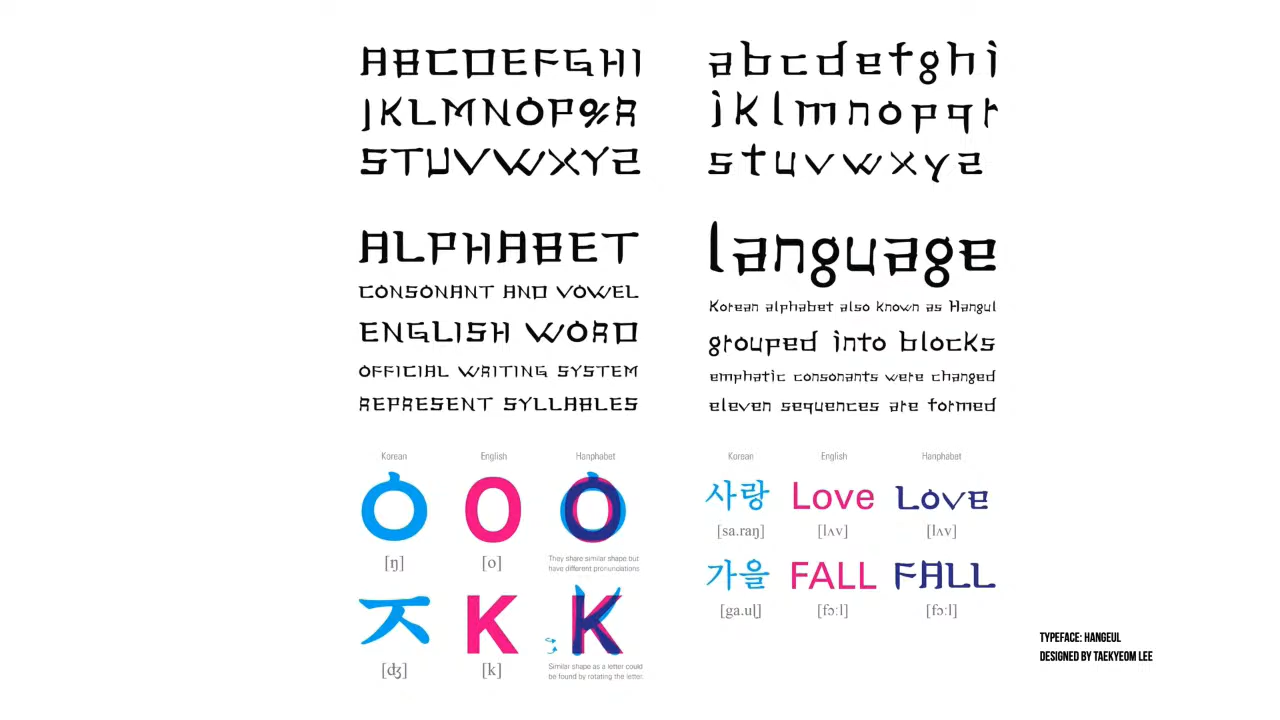 ABCDEFGHI
JKLMNOP%R
STUVWXYZ
abcdefghi
jklmnopqr
stuvwxyz
ALPHABET
CONSONANT AND VOWEL
ENGLISH WORD
OFFICIAL WRITING SYSTEM
REPRESENT SYLLABLES
language
Korean alphabet also known as Hangul
grouped into blocks
emphatic consonants were changed
eleven sequences are formed
Korean English Hanphabet
ㅇ O O
[ŋ] [o] They share similar shape but
have different pronunciations
ㅈ K K
[ʤ] [k] Similar shape as a letter could
be found by rotating the letter.
Korean English Hanphabet
사랑 Love Love
[sa.raŋ] [lʌv] [lʌv]
가을 FALL FALL
[ga.ulJ] [fɔ:l] [fɔ:l]
TYPEFACE: HANGEUL
DESIGNED BY TAEKYEOM LEE